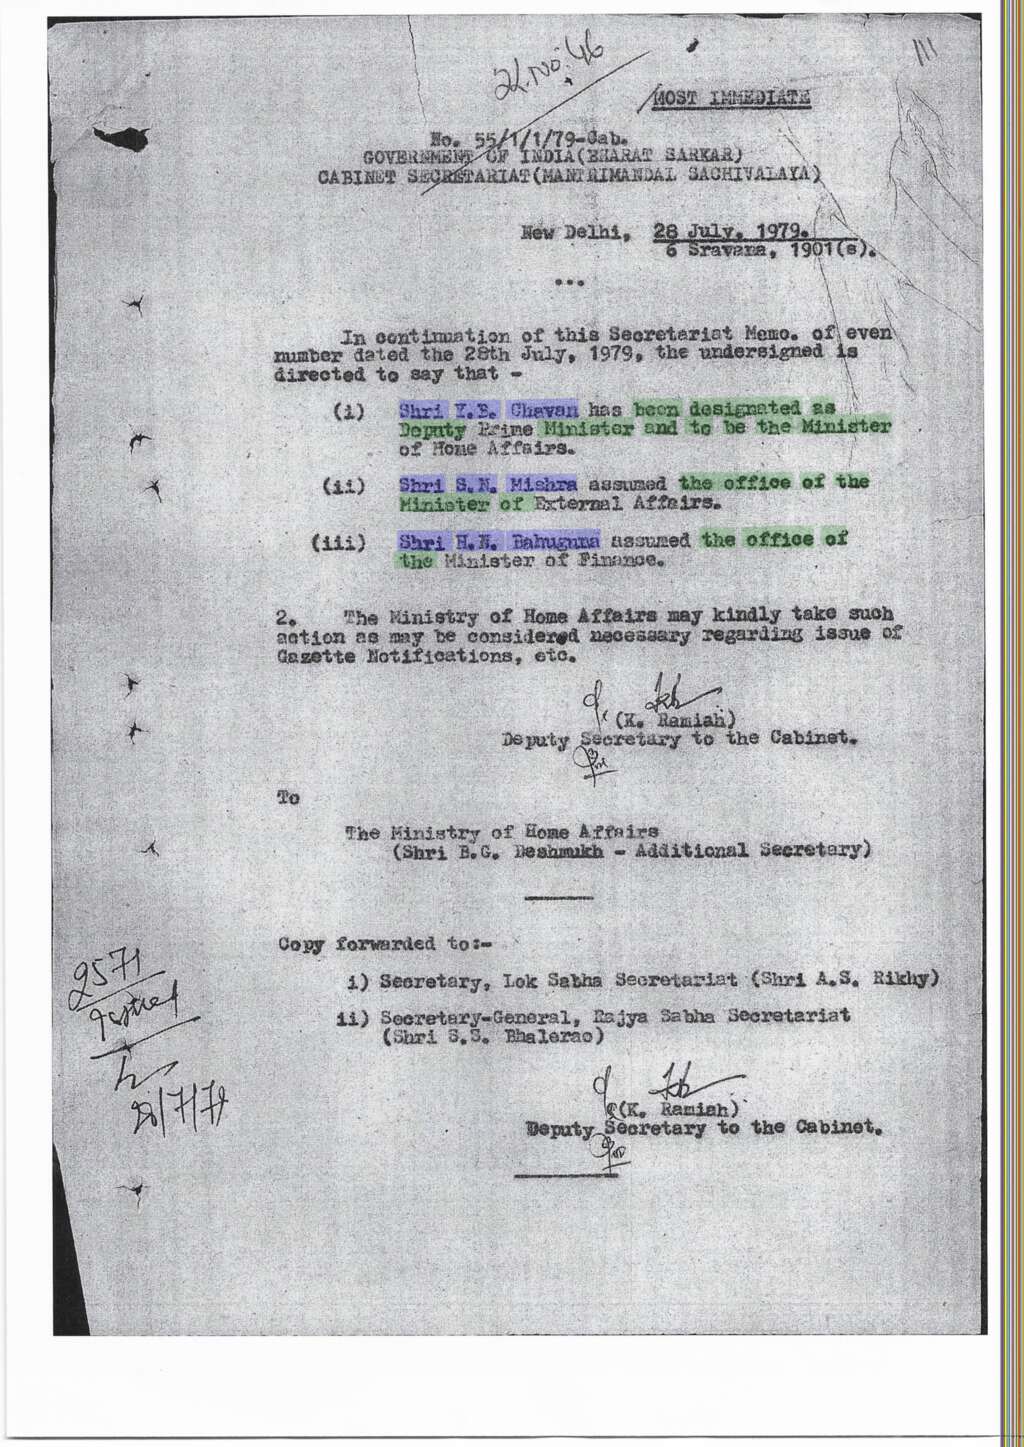 Sl. No: 46
111
MOST IMMEDIATE
No. 55/1/1/79-Cab.
GOVERNMENT OF INDIA(BHARAT SARKAR)
CABINET SECRETARIAT(MANTRIMANDAL SACHIVALAYA)
New Delhi, 28 July, 1979.
6 Sravana, 1901(s).
...
In continuation of this Secretariat Memo. of even
number dated the 28th July, 1979, the undersigned is
directed to say that -
(i) Shri Y.B. Chavan has been designated as
Deputy Prime Minister and to be the Minister
of Home Affairs.
(ii) Shri S.N. Mishra assumed the office of the
Minister of External Affairs.
(iii) Shri H.N. Bahuguna assumed the office of
the Minister of Finance.
2. The Ministry of Home Affairs may kindly take such
action as may be considered necessary regarding issue of
Gazette Notifications, etc.
(K. Ramiah)
Deputy Secretary to the Cabinet.
To
The Ministry of Home Affairs
(Shri B.G. Deshmukh - Additional Secretary)
Copy forwarded to:-
i) Secretary, Lok Sabha Secretariat (Shri A.S. Rikhy)
ii) Secretary-General, Rajya Sabha Secretariat
(Shri S.S. Bhalerao)
2571
28/7/79
(K. Ramiah)
Deputy Secretary to the Cabinet.